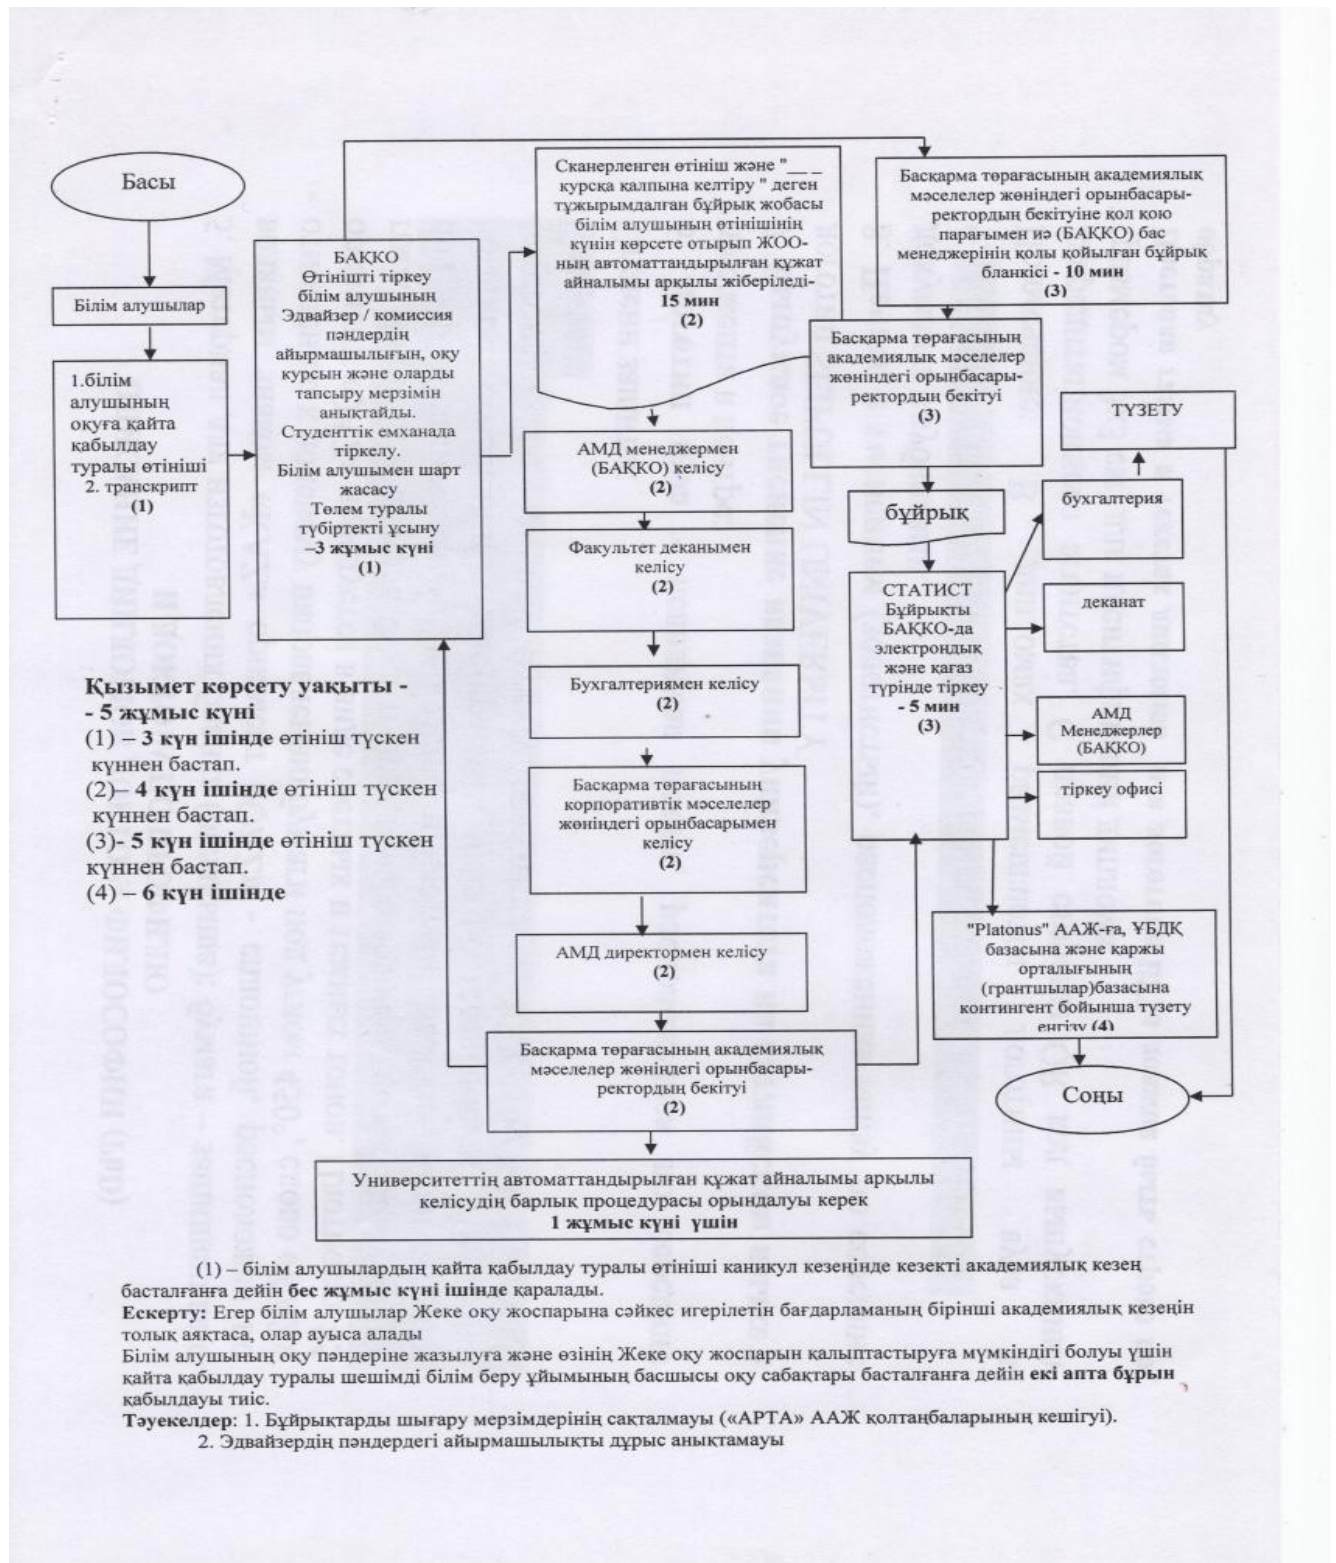 Басы
Білім алушылар
1.білім
алушының
оқуға қайта
қабылдау
туралы өтініші
2. транскрипт
(1)
БАҚКО
Өтінішті тіркеу
білім алушының
Эдвайзер / комиссия
пәндердің
айырмашылығын, оқу
курсын және оларды
тапсыру мерзімін
анықтайды.
Студенттік емханада
тіркелу.
Білім алушымен шарт
жасасу
Төлем туралы
түбіртекті ұсыну
–3 жұмыс күні
(1)
Сканерленген өтініш және "__ _
курсқа қалпына келтіру " деген
тұжырымдалған бұйрық жобасы
білім алушының өтінішінің
күнін көрсете отырып ЖОО-
ның автоматтандырылған құжат
айналымы арқылы жіберіледі-
15 мин
(2)
АМД менеджермен
(БАҚКО) келісу
(2)
Факультет деканымен
келісу
(2)
Бухгалтериямен келісу
(2)
Басқарма төрағасының
корпоративтік мәселелер
жөніндегі орынбасарымен
келісу
(2)
АМД директормен келісу
(2)
Басқарма төрағасының академиялық
мәселелер жөніндегі орынбасары-
ректордың бекітуі
(2)
Университеттің автоматтандырылған құжат айналымы арқылы
келісудің барлық процедурасы орындалуы керек
1 жұмыс күні үшін
Басқарма төрағасының академиялық
мәселелер жөніндегі орынбасары-
ректордың бекітуіне қол қою
парағымен иә (БАҚКО) бас
менеджерінің қолы қойылған бұйрық
бланкісі - 10 мин
(3)
Басқарма төрағасының
академиялық мәселелер
жөніндегі орынбасары-
ректордың бекітуі
(3)
бұйрық
СТАТИСТ
Бұйрықты
БАҚКО-да
электрондық
және қағаз
түрінде тіркеу
- 5 мин
(3)
ТҮЗЕТУ
бухгалтерия
деканат
АМД
Менеджерлер
(БАҚКО)
тіркеу офисі
"Platonus" ААЖ-ға, ҰБДҚ
базасына және қаржы
орталығының
(грантшылар)базасына
контингент бойынша түзету
енгізу (4)
Соңы
Қызымет көрсету уақыты -
- 5 жұмыс күні
(1) – 3 күн ішінде өтініш түскен
күннен бастап.
(2)– 4 күн ішінде өтініш түскен
күннен бастап.
(3)- 5 күн ішінде өтініш түскен
күннен бастап.
(4) – 6 күн ішінде
(1) – білім алушылардың қайта қабылдау туралы өтініші каникул кезеңінде кезекті академиялық кезең
басталғанға дейін бес жұмыс күні ішінде қаралады.
Ескерту: Егер білім алушылар Жеке оқу жоспарына сәйкес игерілетін бағдарламаның бірінші академиялық кезеңін
толық аяқтаса, олар ауыса алады
Білім алушының оқу пәндеріне жазылуға және өзінің Жеке оқу жоспарын қалыптастыруға мүмкіндігі болуы үшін
қайта қабылдау туралы шешімді білім беру ұйымының басшысы оқу сабақтары басталғанға дейін екі апта бұрын
қабылдауы тиіс.
Тәуекелдер: 1. Бұйрықтарды шығару мерзімдерінің сақталмауы («АРТА» ААЖ қолтаңбаларының кешігуі).
2. Эдвайзердің пәндердегі айырмашылықты дұрыс анықтамауы